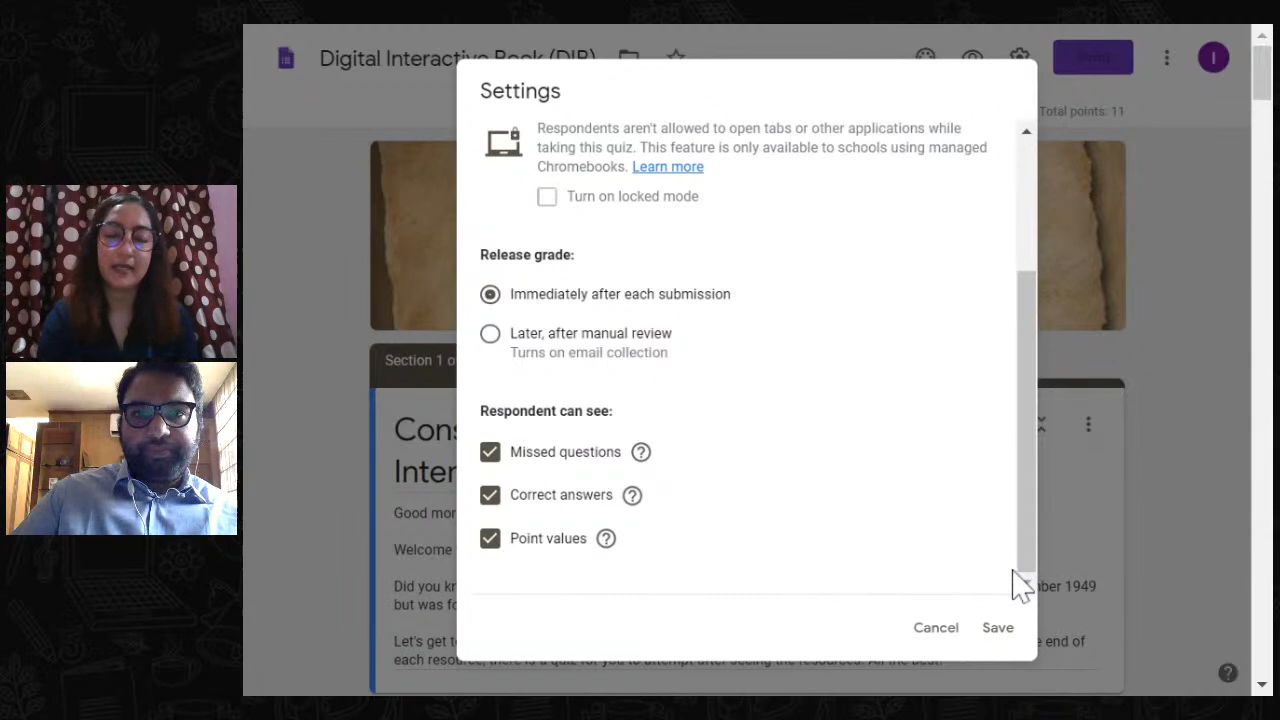 Digital Interactive Book (DIB)
I
Total points: 11
Settings
Respondents aren't allowed to open tabs or other applications while
taking this quiz. This feature is only available to schools using managed
Chromebooks. Learn more
Turn on locked mode
Release grade:
Immediately after each submission
Later, after manual review
Turns on email collection
Respondent can see:
Missed questions
Correct answers
Point values
Cancel Save
Section 1 o
Cons
Inter
Good mor
Welcome
Did you kn ber 1949
but was fo
Let's get t e end of
each resource, there is a quiz for you to attempt after seeing the resources. All the best!